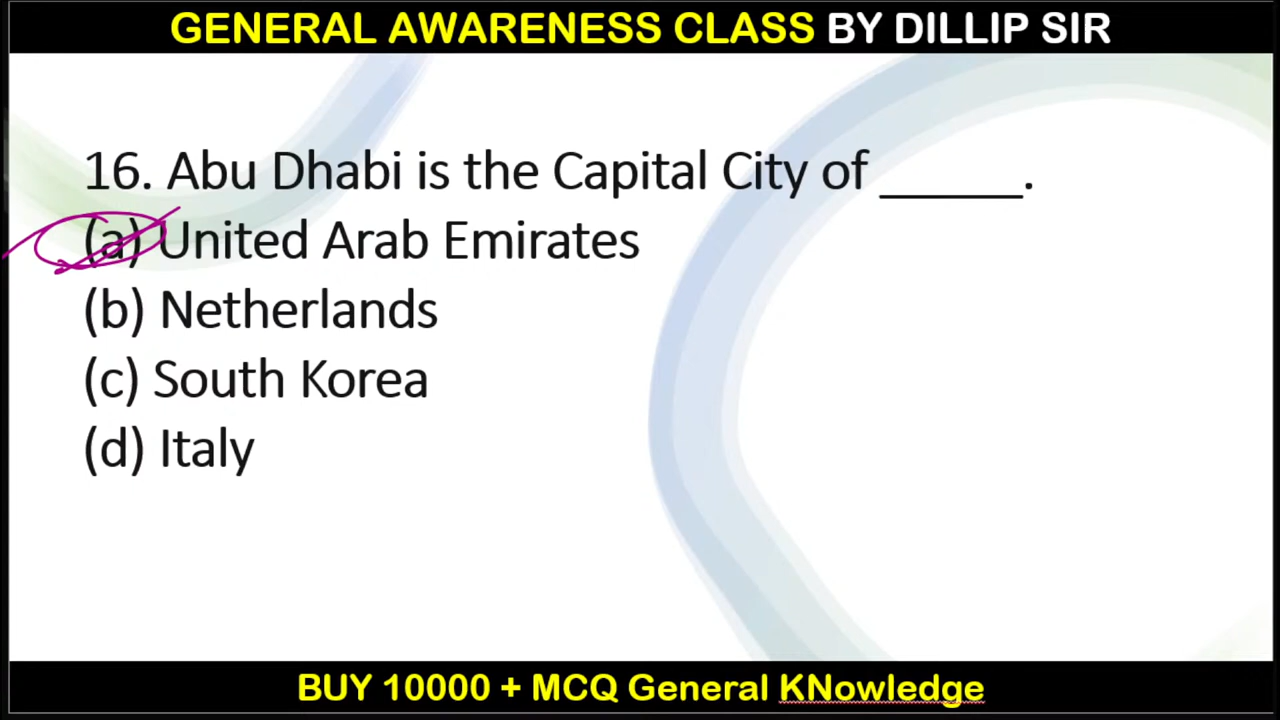 GENERAL AWARENESS CLASS BY DILLIP SIR
16. Abu Dhabi is the Capital City of ______.
(a) United Arab Emirates
(b) Netherlands
(c) South Korea
(d) Italy
BUY 10000 + MCQ General KNowledge